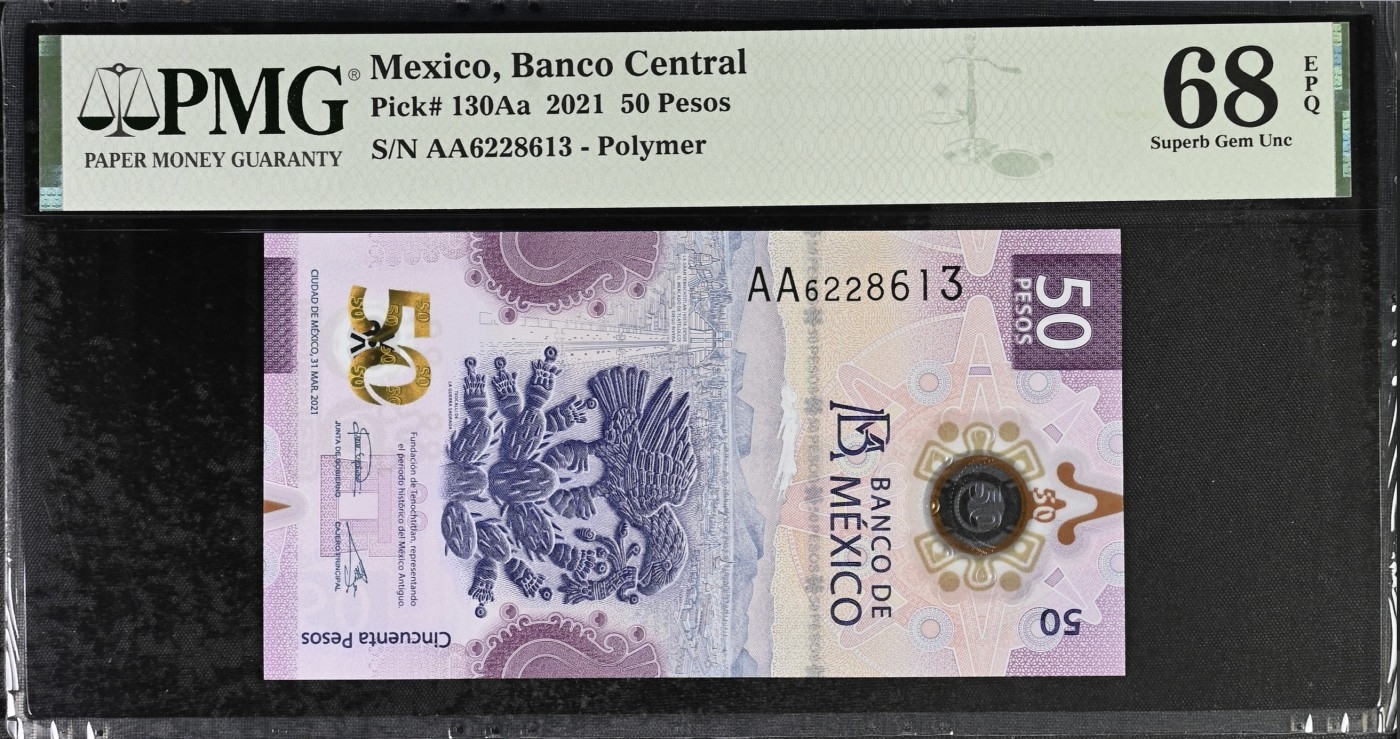 PMG®
PAPER MONEY GUARANTY
Mexico, Banco Central
Pick# 130Aa 2021 50 Pesos
S/N AA6228613 - Polymer
68
EPQ
Superb Gem Unc
AA6228613
50
PESOS
CIUDAD DE MÉXICO, 31 MAR. 2021
50
JUNTA DE GOBIERNO
CAJERO PRINCIPAL
Fundación de Tenochtitlan, representando
el periodo histórico del México Antiguo.
BANCO DE
MÉXICO
50
50
50
Cincuenta Pesos